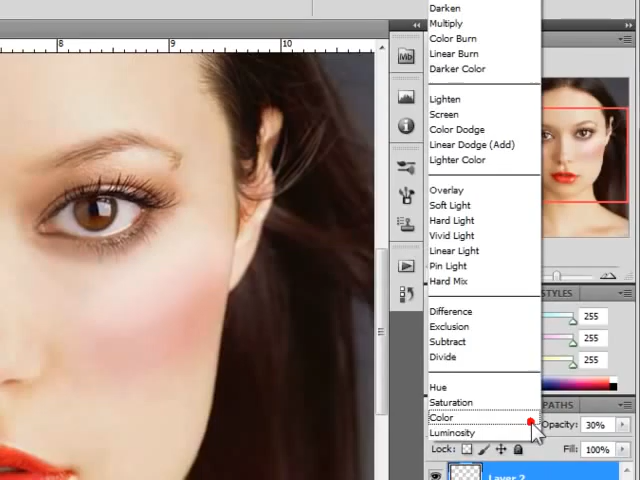 8
9
10
Mb
Darken
Multiply
Color Burn
Linear Burn
Darker Color
Lighten
Screen
Color Dodge
Linear Dodge (Add)
Lighter Color
Overlay
Soft Light
Hard Light
Vivid Light
Linear Light
Pin Light
Hard Mix
Difference
Exclusion
Subtract
Divide
Hue
Saturation
Color
Luminosity
STYLES
255
255
255
PATHS
Opacity: 30%
Lock: Fill: 100%
Layer 2